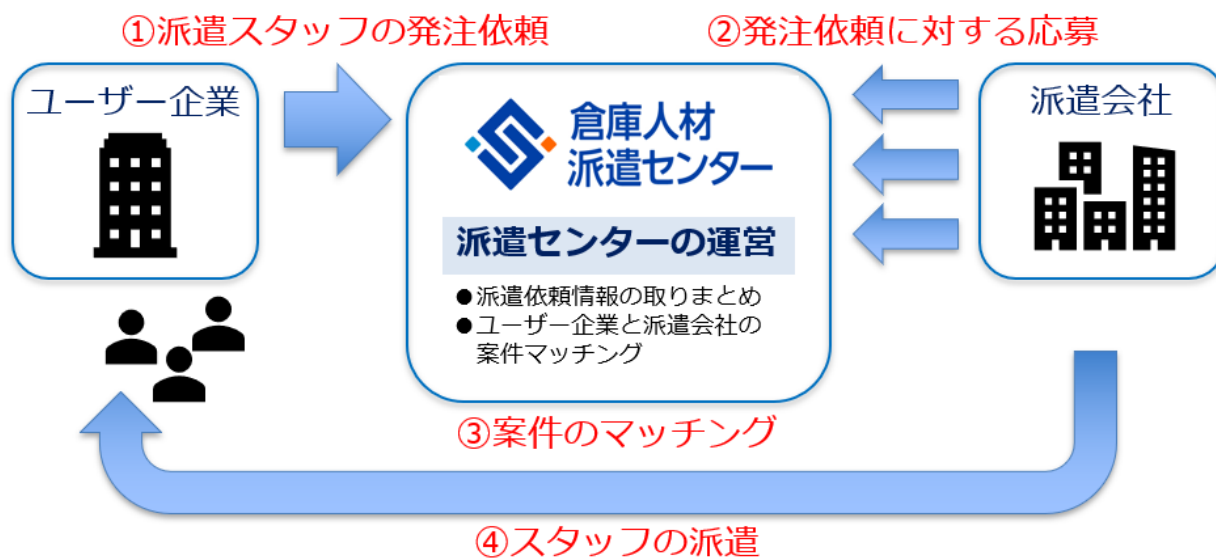 ①派遣スタッフの発注依頼
②発注依頼に対する応募
ユーザー企業
倉庫人材
派遣センター
派遣センターの運営
●派遣依頼情報の取りまとめ
●ユーザー企業と派遣会社の
案件マッチング
派遣会社
③案件のマッチング
④スタッフの派遣